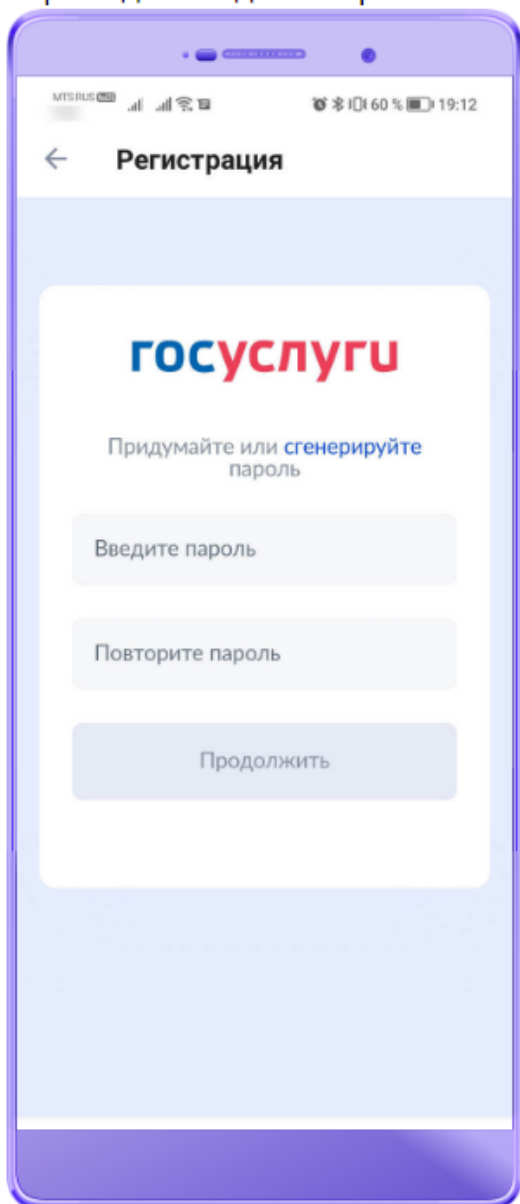 MTS RUS
60 % 19:12
Регистрация
госуслуги
Придумайте или сгенерируйте
пароль
Введите пароль
Повторите пароль
Продолжить